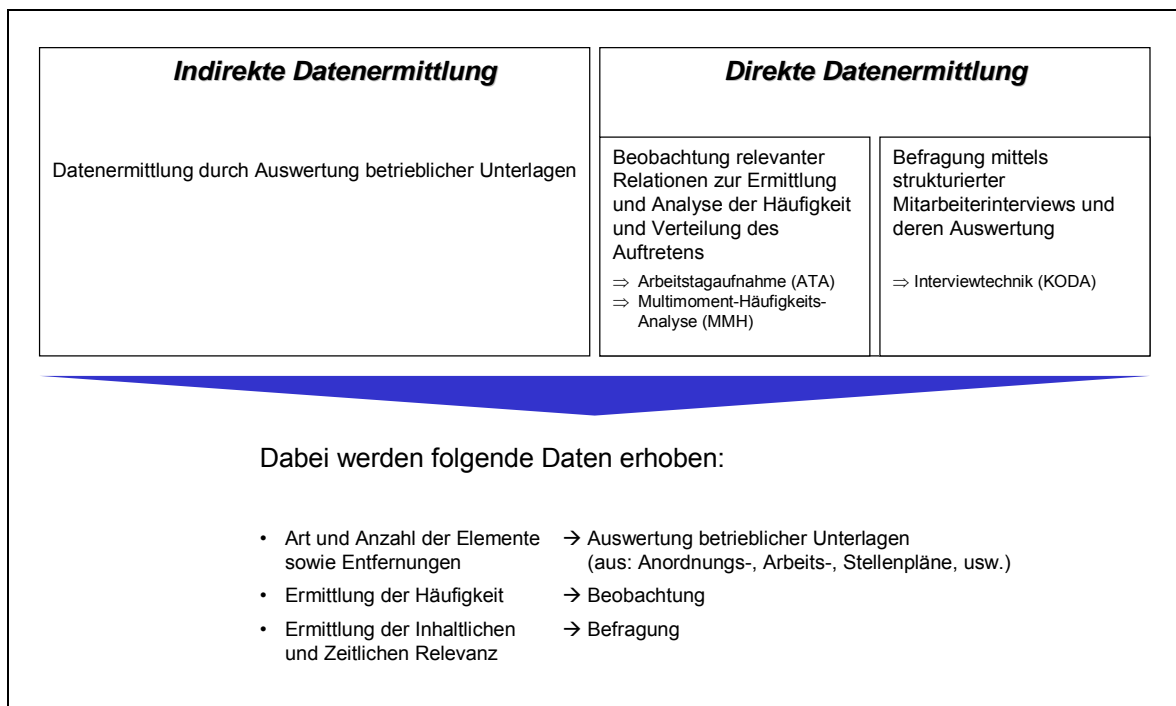 Indirekte Datenermittlung
Datenermittlung durch Auswertung betrieblicher Unterlagen
Direkte Datenermittlung
Beobachtung relevanter
Relationen zur Ermittlung
und Analyse der Häufigkeit
und Verteilung des
Auftretens
⇒ Arbeitstagaufnahme (ATA)
⇒ Multimoment-Häufigkeits-
Analyse (MMH)
Befragung mittels
strukturierter
Mitarbeiterinterviews und
deren Auswertung
⇒ Interviewtechnik (KODA)
Dabei werden folgende Daten erhoben:
• Art und Anzahl der Elemente → Auswertung betrieblicher Unterlagen
sowie Entfernungen (aus: Anordnungs-, Arbeits-, Stellenpläne, usw.)
• Ermittlung der Häufigkeit → Beobachtung
• Ermittlung der Inhaltlichen → Befragung
und Zeitlichen Relevanz